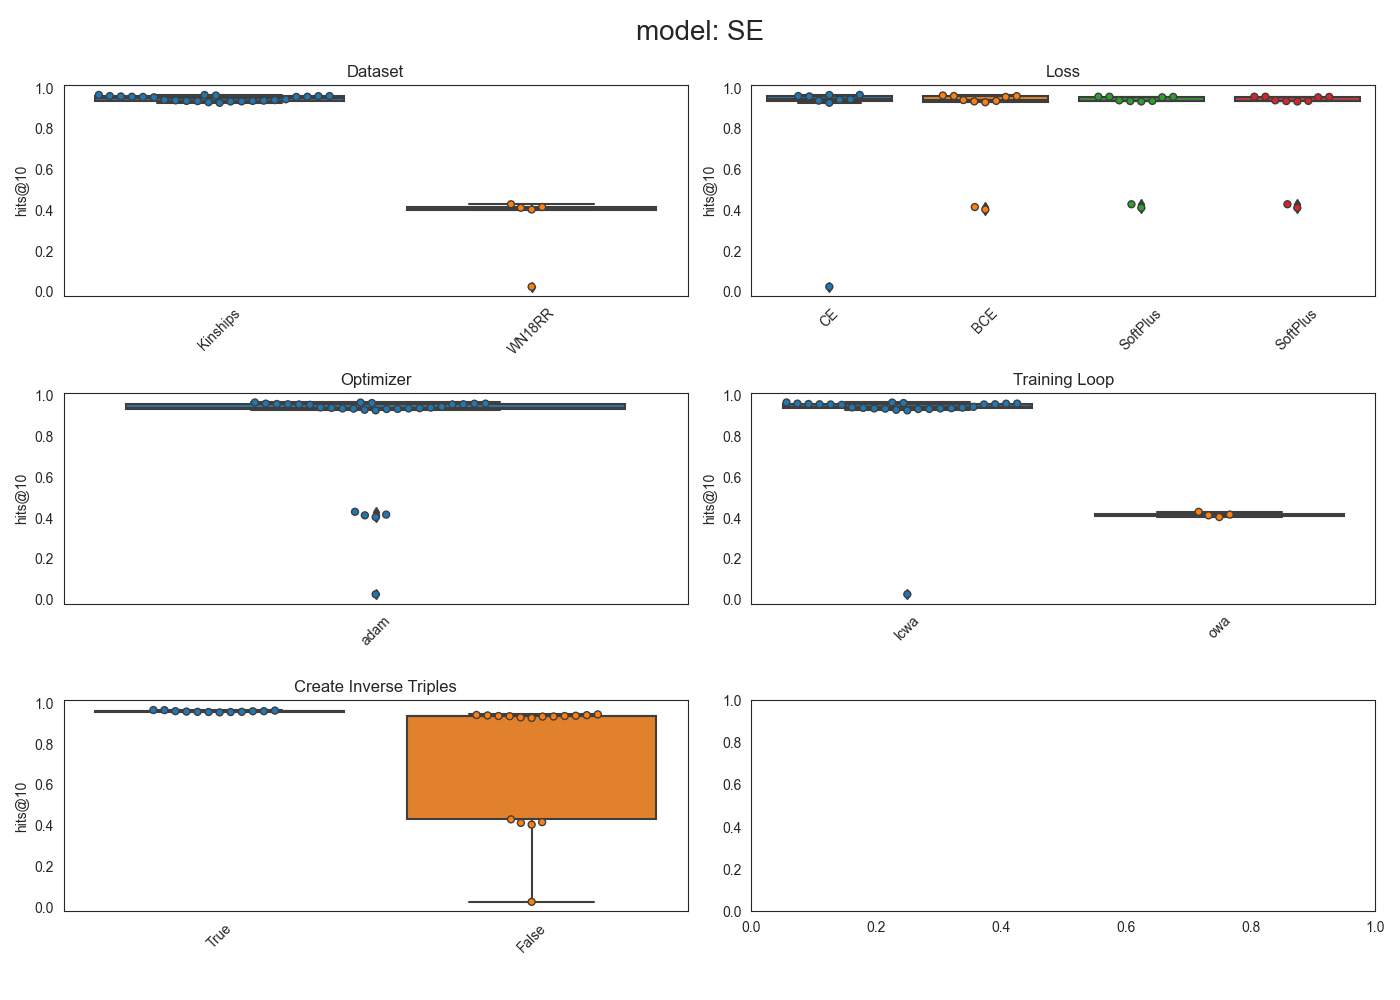 model: SE
Dataset
hits@10
1.0
0.8
0.6
0.4
0.2
0.0
Kinships
WN18RR
Loss
hits@10
1.0
0.8
0.6
0.4
0.2
0.0
CE
BCE
SoftPlus
SoftPlus
Optimizer
hits@10
1.0
0.8
0.6
0.4
0.2
0.0
adam
Training Loop
hits@10
1.0
0.8
0.6
0.4
0.2
0.0
lcwa
owa
Create Inverse Triples
hits@10
1.0
0.8
0.6
0.4
0.2
0.0
True
False
1.0
0.8
0.6
0.4
0.2
0.0
0.0 0.2 0.4 0.6 0.8 1.0